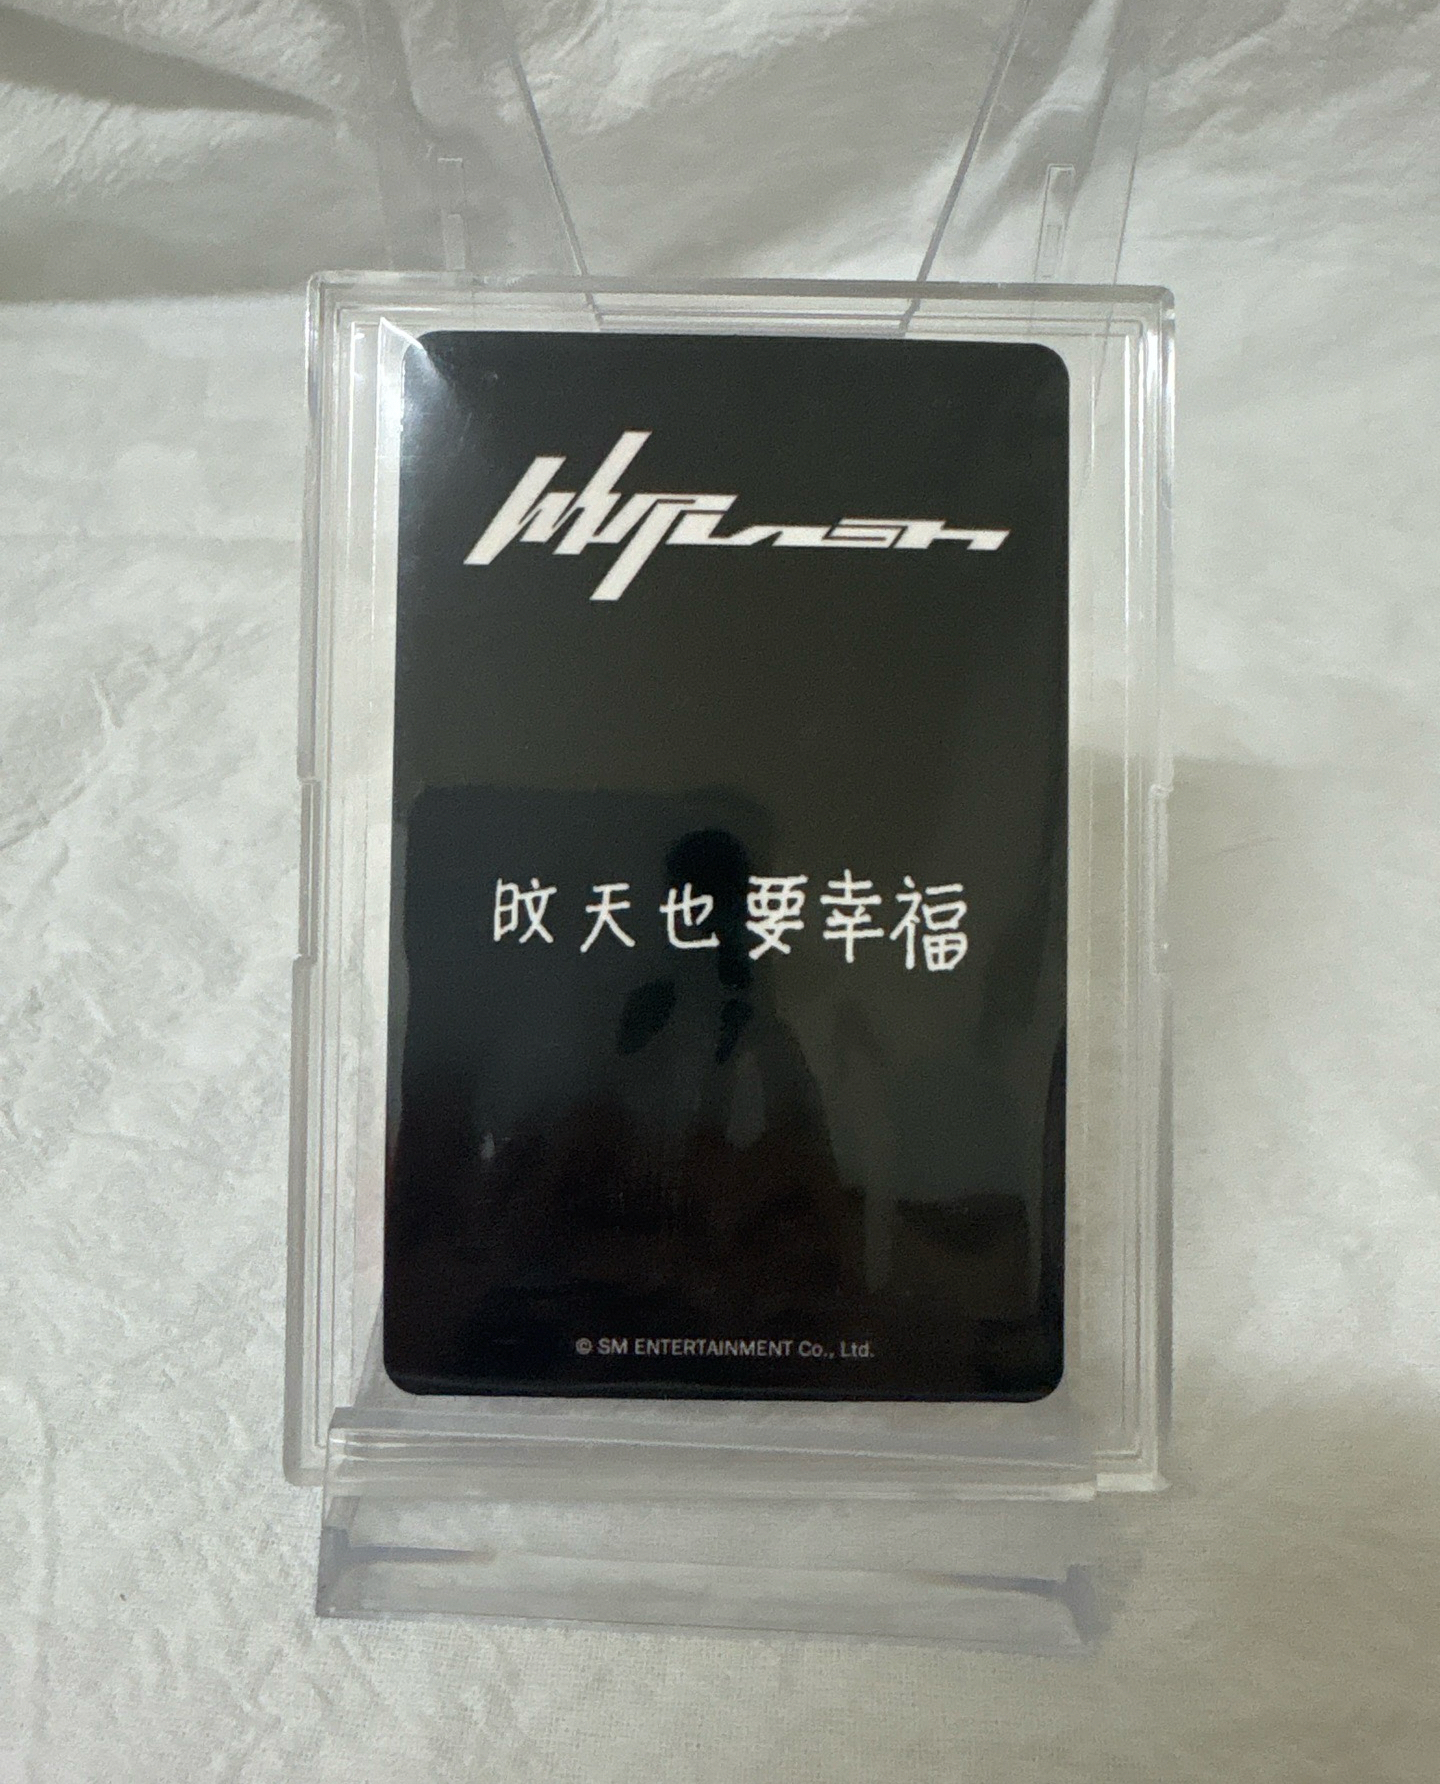 Whiplash
旼天也要幸福
© SM ENTERTAINMENT Co., Ltd.